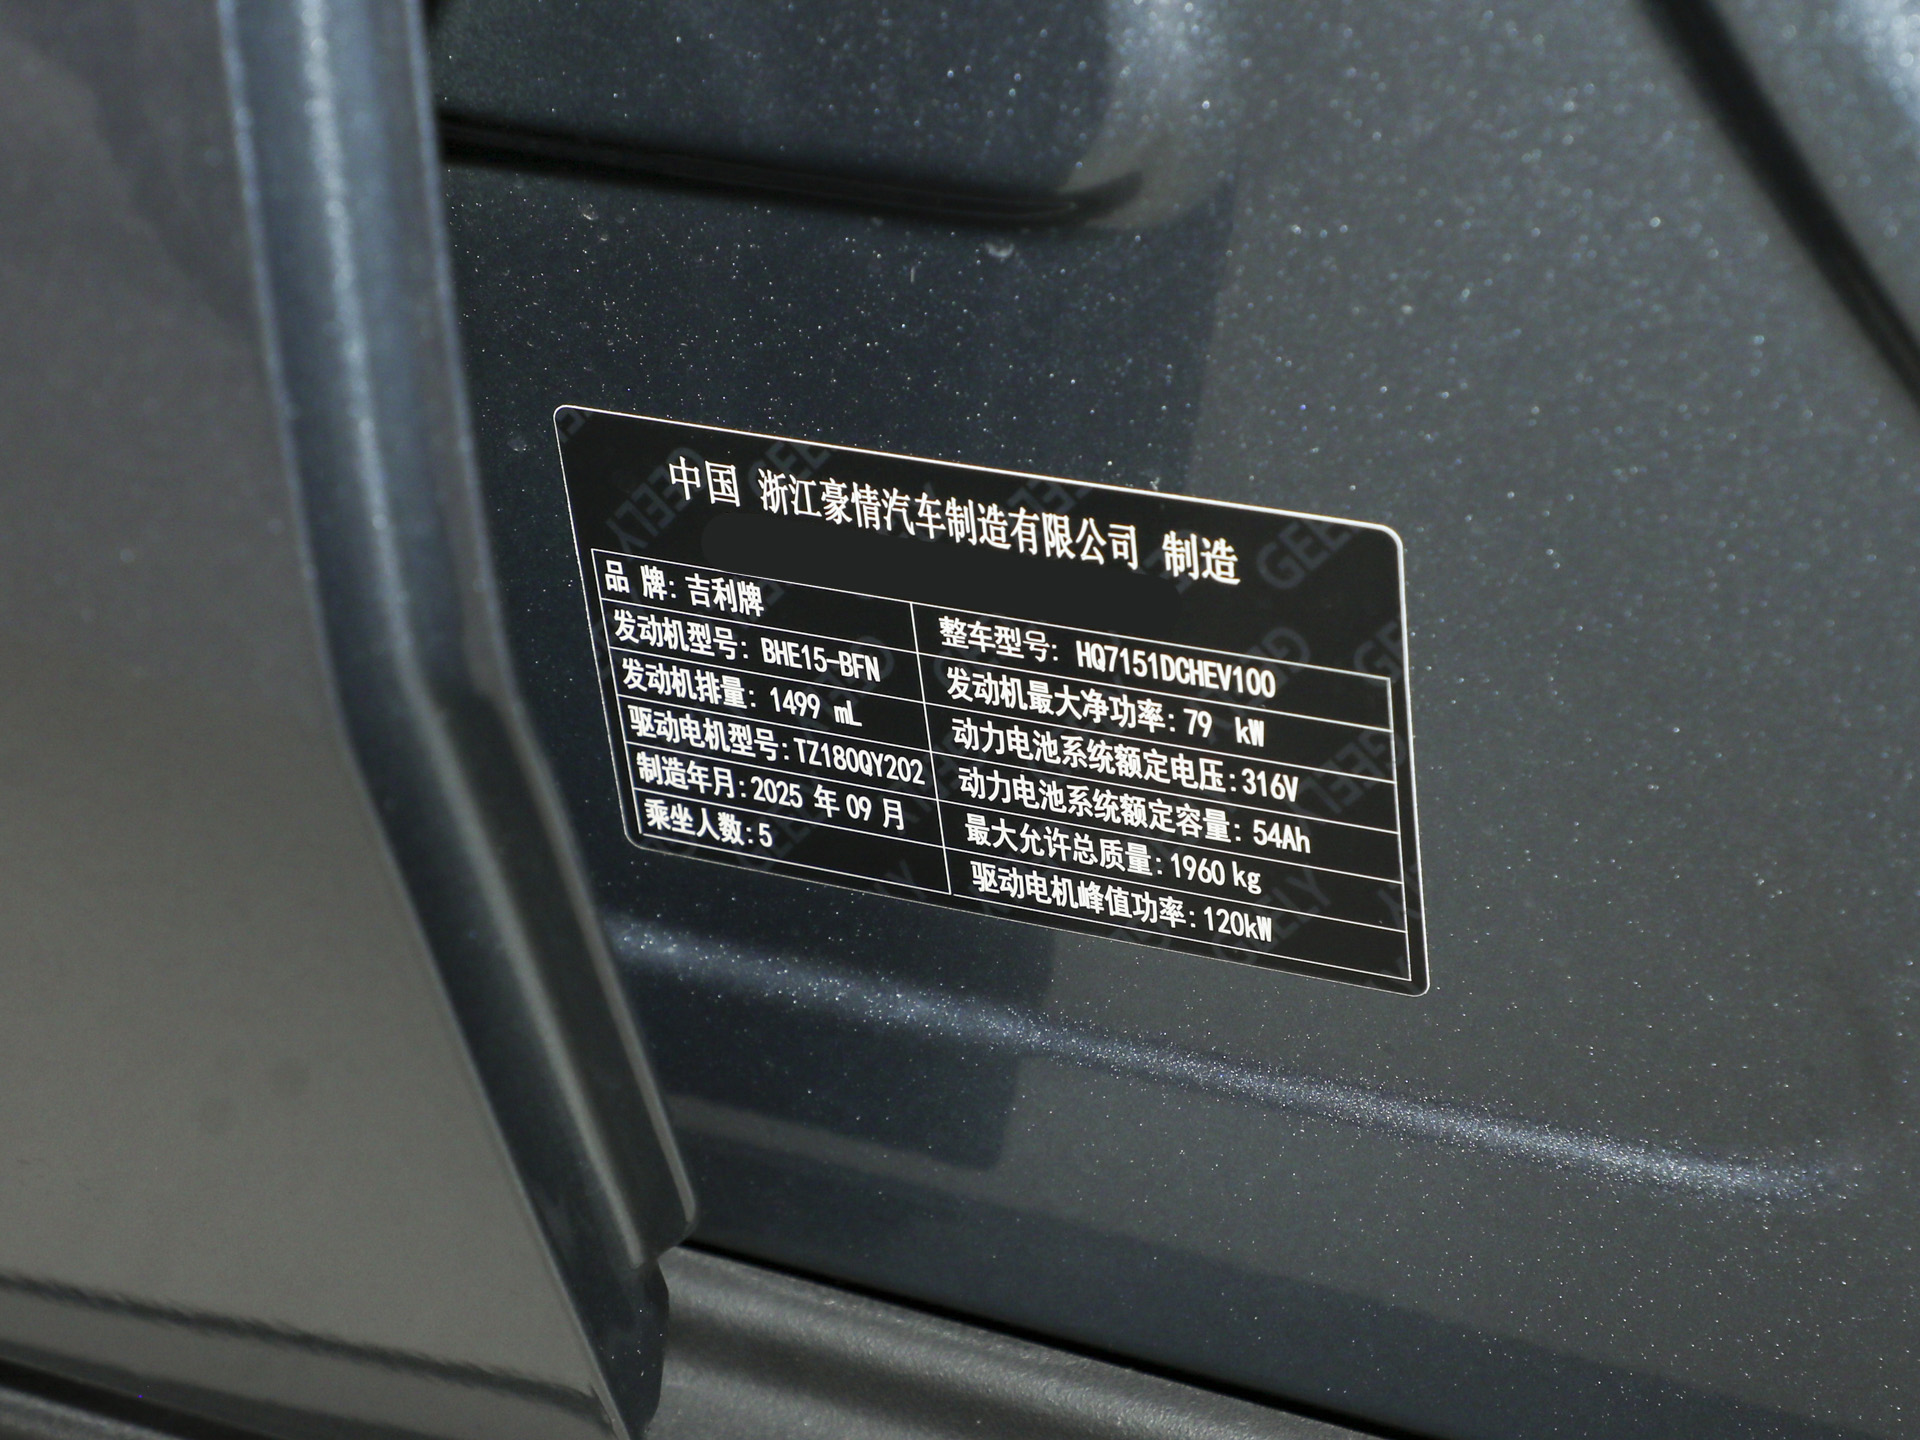 中国 浙江豪情汽车制造有限公司 制造
品 牌: 吉利牌
整车型号: HQ7151DCHEV100
发动机型号: BHE15-BFN
发动机最大净功率: 79 kW
发动机排量: 1499 mL
动力电池系统额定电压: 316V
驱动电机型号: TZ180QY202
动力电池系统额定容量: 54Ah
制造年月: 2025 年 09 月
最大允许总质量: 1960 kg
乘坐人数: 5
驱动电机峰值功率: 120kW
GEELY